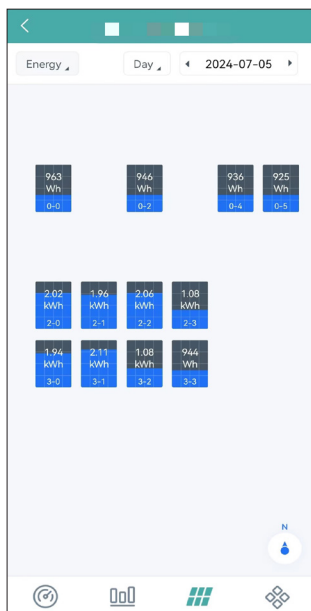 Energy Day 2024-07-05
963 946 936 925
Wh Wh Wh Wh
0-0 0-2 0-4 0-5
2.02 1.96 2.06 1.08
kWh kWh kWh kWh
2-0 2-1 2-2 2-3
1.94 2.11 1.08 944
kWh kWh kWh Wh
3-0 3-1 3-2 3-3
N